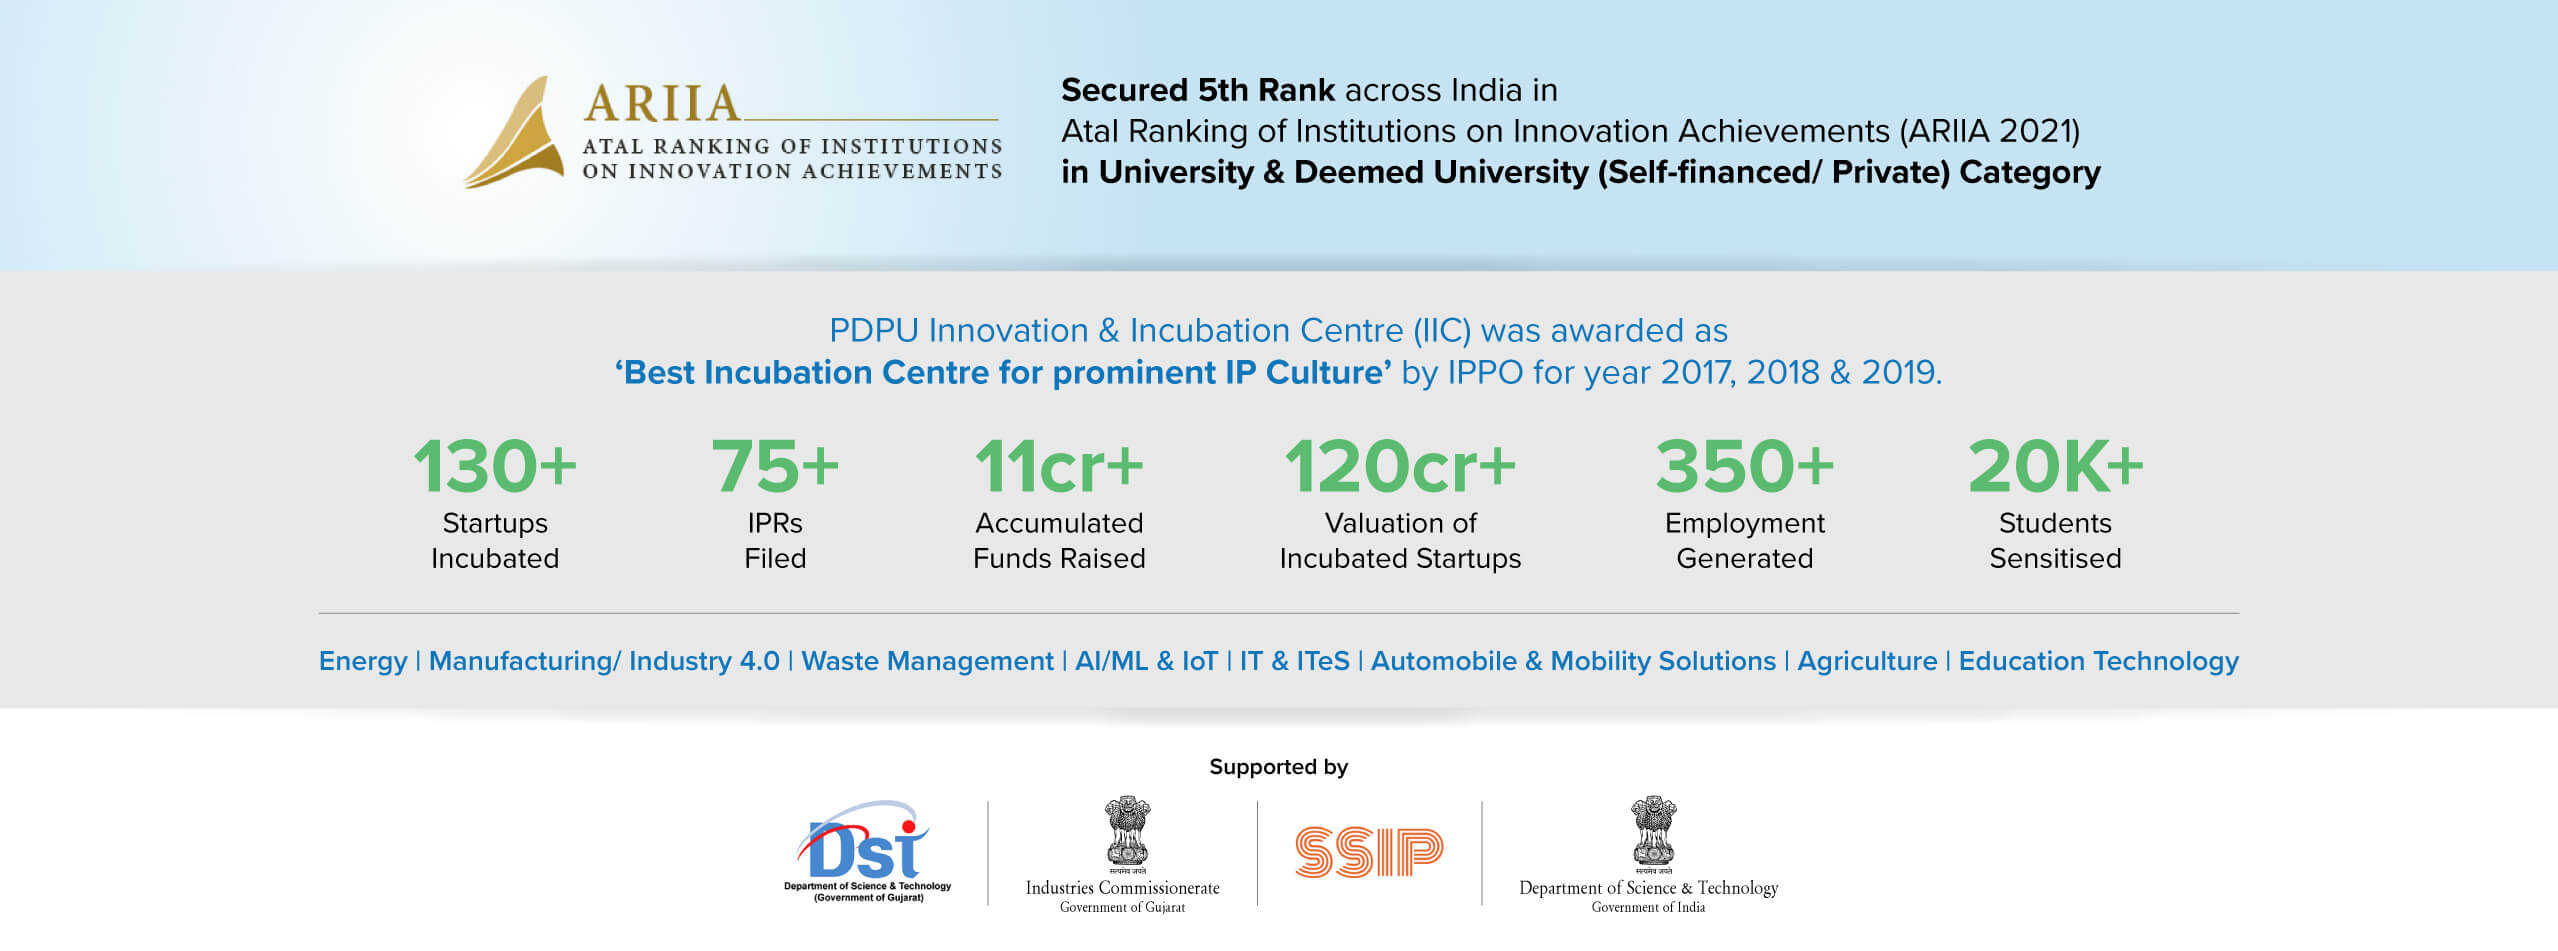 ARIIA
ATAL RANKING OF INSTITUTIONS
ON INNOVATION ACHIEVEMENTS
Secured 5th Rank across India in
Atal Ranking of Institutions on Innovation Achievements (ARIIA 2021)
in University & Deemed University (Self-financed/ Private) Category
PDPU Innovation & Incubation Centre (IIC) was awarded as
‘Best Incubation Centre for prominent IP Culture’ by IPPO for year 2017, 2018 & 2019.
130+
Startups
Incubated
75+
IPRs
Filed
11cr+
Accumulated
Funds Raised
120cr+
Valuation of
Incubated Startups
350+
Employment
Generated
20K+
Students
Sensitised
Energy | Manufacturing/ Industry 4.0 | Waste Management | AI/ML & IoT | IT & ITeS | Automobile & Mobility Solutions | Agriculture | Education Technology
Supported by
DST
Department of Science & Technology
(Government of Gujarat)
सत्यमेव जयते
Industries Commissionerate
Government of Gujarat
SSIP
सत्यमेव जयते
Department of Science & Technology
Government of India